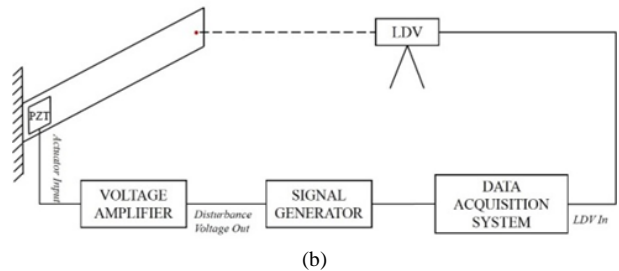 LDV
PZT
Actuator Input
VOLTAGE
AMPLIFIER
Disturbance
Voltage Out
SIGNAL
GENERATOR
DATA
ACQUISITION
SYSTEM
LDV In
(b)